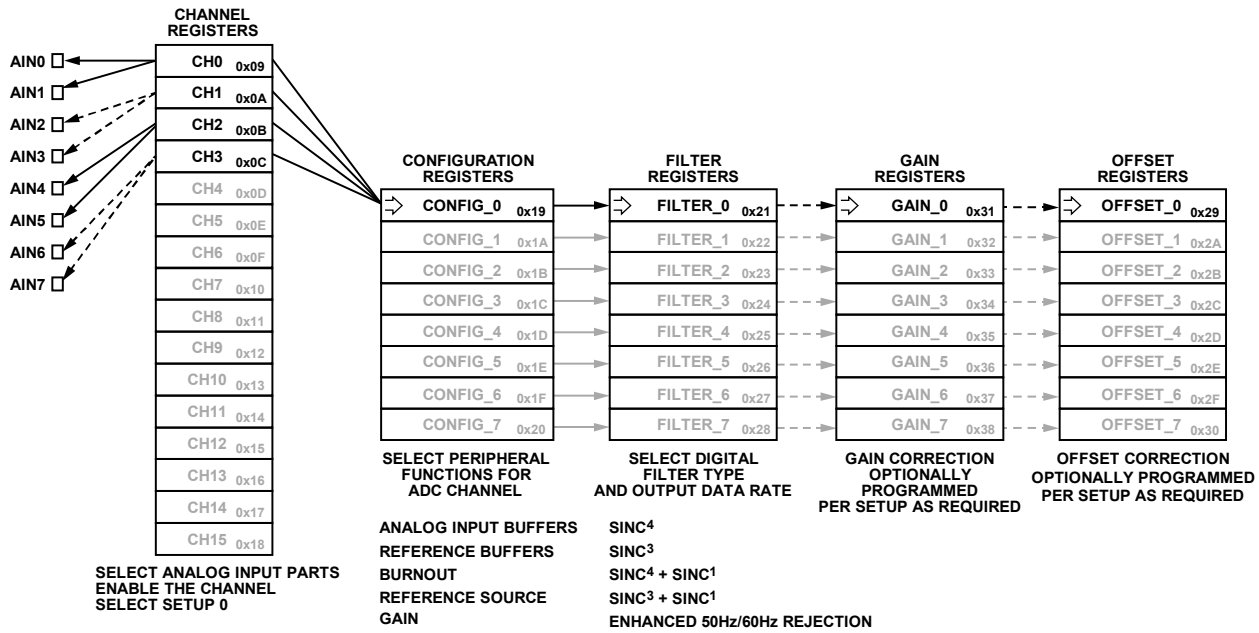 CHANNEL
REGISTERS
AIN0
AIN1
AIN2
AIN3
AIN4
AIN5
AIN6
AIN7
CH0 0x09
CH1 0x0A
CH2 0x0B
CH3 0x0C
CH4 0x0D
CH5 0x0E
CH6 0x0F
CH7 0x10
CH8 0x11
CH9 0x12
CH10 0x13
CH11 0x14
CH12 0x15
CH13 0x16
CH14 0x17
CH15 0x18
SELECT ANALOG INPUT PARTS
ENABLE THE CHANNEL
SELECT SETUP 0
CONFIGURATION
REGISTERS
CONFIG_0 0x19
CONFIG_1 0x1A
CONFIG_2 0x1B
CONFIG_3 0x1C
CONFIG_4 0x1D
CONFIG_5 0x1E
CONFIG_6 0x1F
CONFIG_7 0x20
SELECT PERIPHERAL
FUNCTIONS FOR
ADC CHANNEL
ANALOG INPUT BUFFERS
REFERENCE BUFFERS
BURNOUT
REFERENCE SOURCE
GAIN
FILTER
REGISTERS
FILTER_0 0x21
FILTER_1 0x22
FILTER_2 0x23
FILTER_3 0x24
FILTER_4 0x25
FILTER_5 0x26
FILTER_6 0x27
FILTER_7 0x28
SELECT DIGITAL
FILTER TYPE
AND OUTPUT DATA RATE
SINC4
SINC3
SINC4 + SINC1
SINC3 + SINC1
ENHANCED 50Hz/60Hz REJECTION
GAIN
REGISTERS
GAIN_0 0x31
GAIN_1 0x32
GAIN_2 0x33
GAIN_3 0x34
GAIN_4 0x35
GAIN_5 0x36
GAIN_6 0x37
GAIN_7 0x38
GAIN CORRECTION
OPTIONALLY
PROGRAMMED
PER SETUP AS REQUIRED
OFFSET
REGISTERS
OFFSET_0 0x29
OFFSET_1 0x2A
OFFSET_2 0x2B
OFFSET_3 0x2C
OFFSET_4 0x2D
OFFSET_5 0x2E
OFFSET_6 0x2F
OFFSET_7 0x30
OFFSET CORRECTION
OPTIONALLY PROGRAMMED
PER SETUP AS REQUIRED